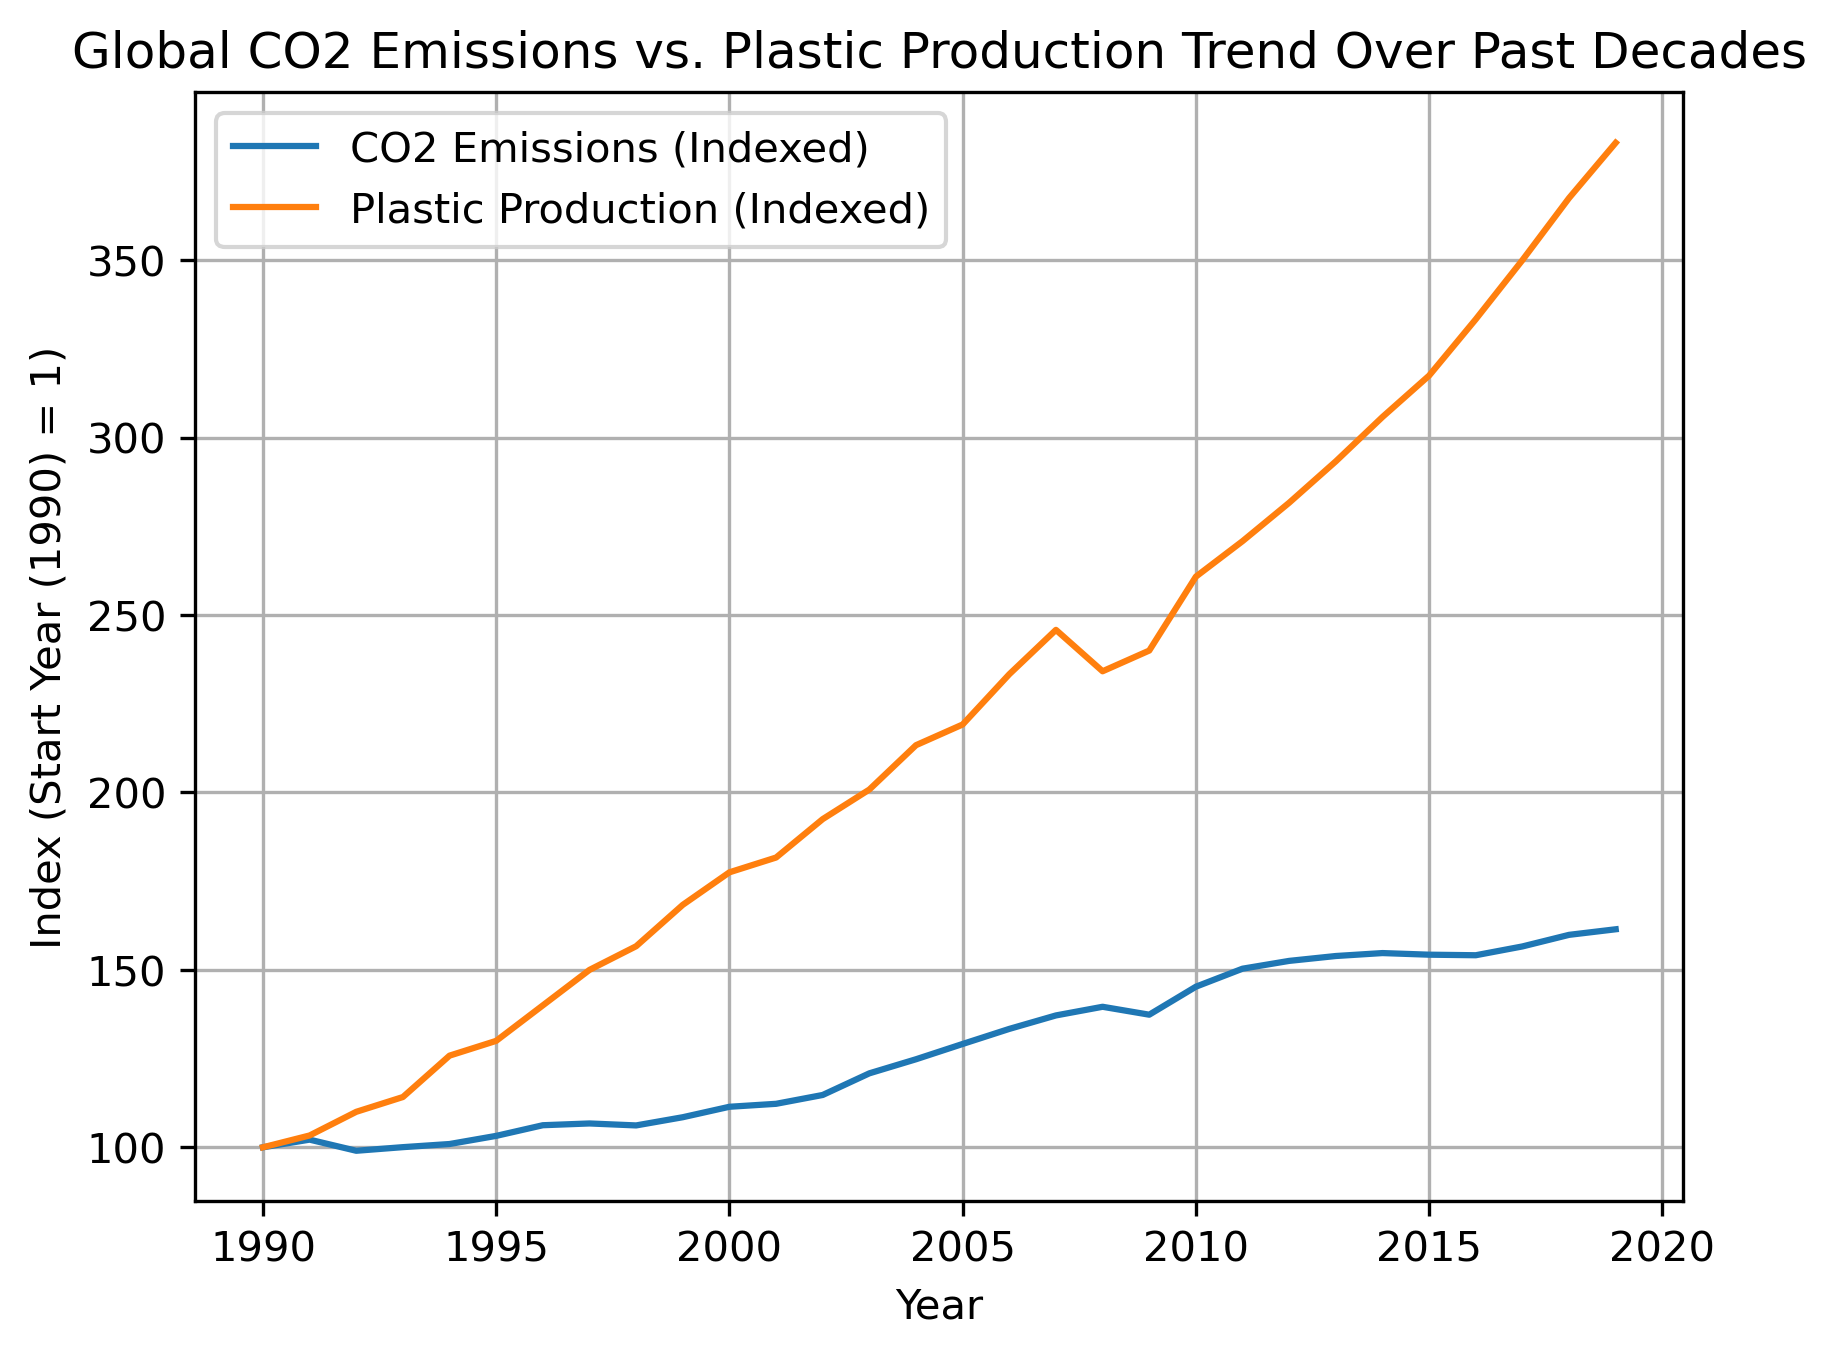 Global CO2 Emissions vs. Plastic Production Trend Over Past Decades
CO2 Emissions (Indexed)
Plastic Production (Indexed)
Index (Start Year (1990) = 1)
350
300
250
200
150
100
1990 1995 2000 2005 2010 2015 2020
Year